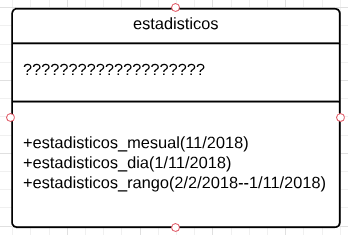 estadisticos
????????????????????
+estadisticos_mesual(11/2018)
+estadisticos_dia(1/11/2018)
+estadisticos_rango(2/2/2018--1/11/2018)